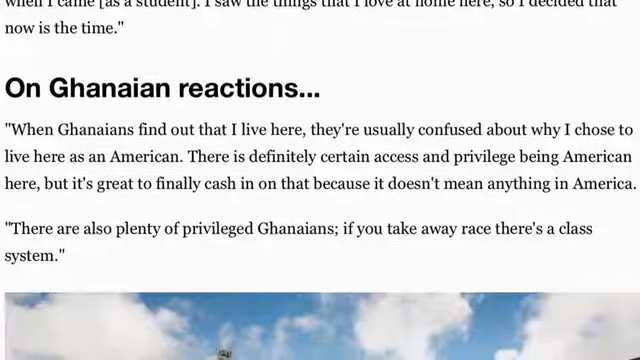 when I came [as a student]. I saw the things that I love at home here, so I decided that
now is the time."
On Ghanaian reactions...
"When Ghanaians find out that I live here, they're usually confused about why I chose to
live here as an American. There is definitely certain access and privilege being American
here, but it's great to finally cash in on that because it doesn't mean anything in America.
"There are also plenty of privileged Ghanaians; if you take away race there's a class
system."